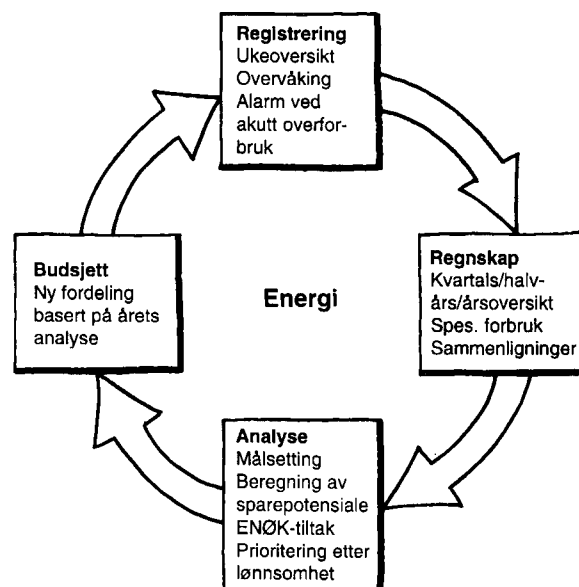 Registrering
Ukeoversikt
Overvåking
Alarm ved
akutt overfor-
bruk
Regnskap
Kvartals/halv-
års/årsoversikt
Spes. forbruk
Sammenligninger
Analyse
Målsetting
Beregning av
sparepotensiale
ENØK-tiltak
Prioritering etter
lønnsomhet
Budsjett
Ny fordeling
basert på årets
analyse
Energi